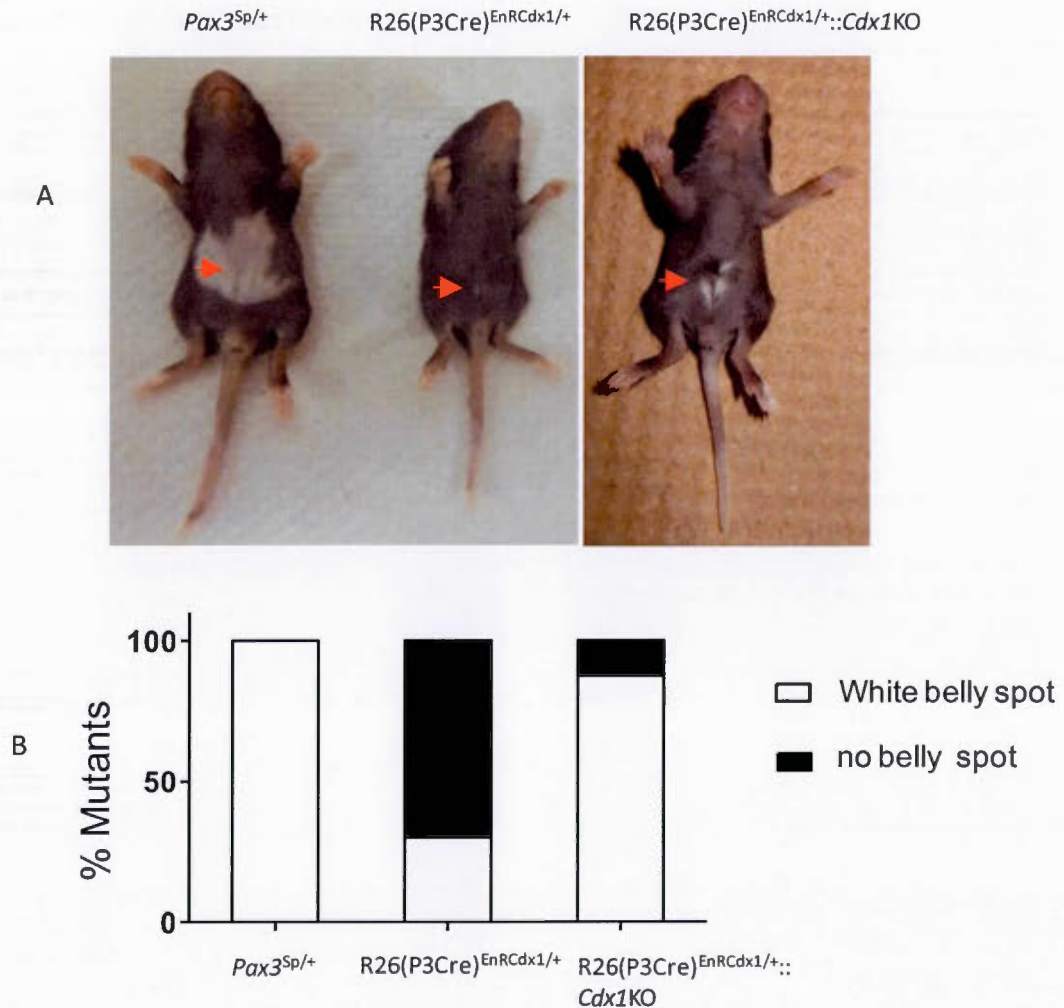 Pax3Sp/+ R26(P3Cre)EnRCdx1/+ R26(P3Cre)EnRCdx1/+::Cdx1KO
A
100
50
0
% Mutants
B
White belly spot
no belly spot
Pax3Sp/+ R26(P3Cre)EnRCdx1/+ R26(P3Cre)EnRCdx1/+::
Cdx1KO